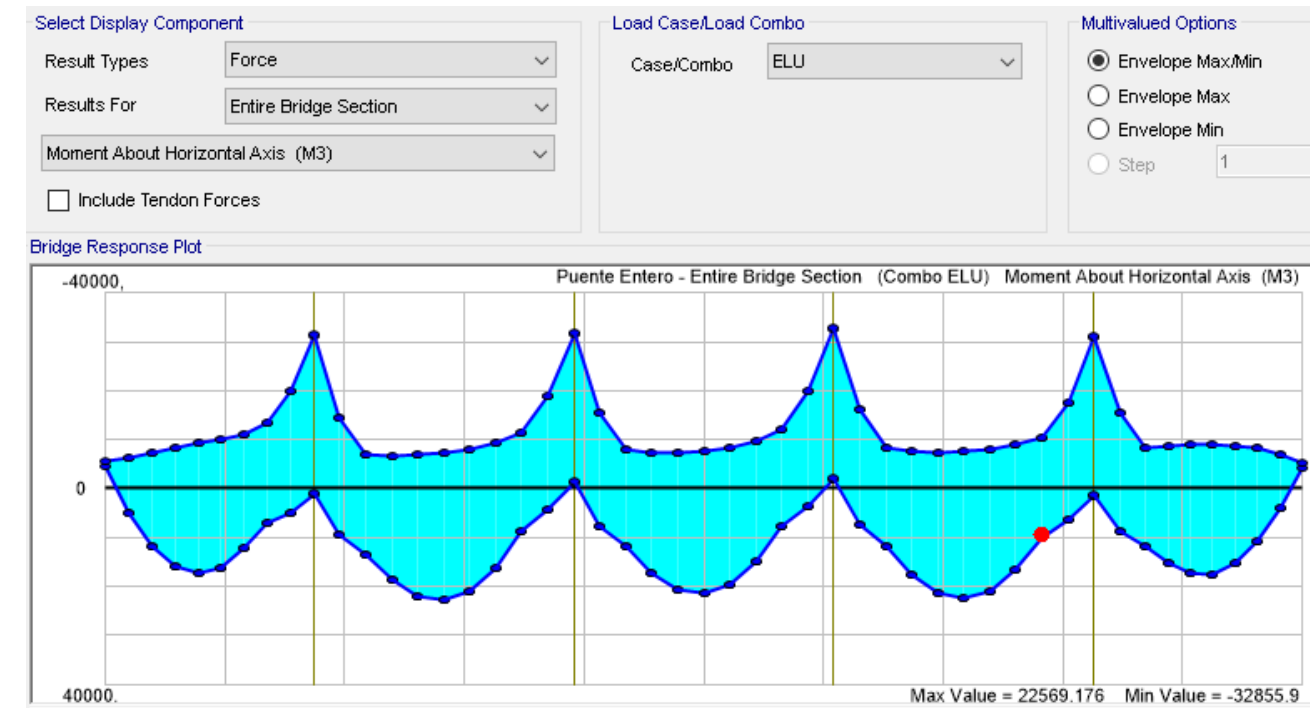 Select Display Component
Result Types
Force
Results For
Entire Bridge Section
Moment About Horizontal Axis (M3)
Include Tendon Forces
Load Case/Load Combo
Case/Combo
ELU
Multivalued Options
Envelope Max/Min
Envelope Max
Envelope Min
Step
1
Bridge Response Plot
-40000,
Puente Entero - Entire Bridge Section (Combo ELU) Moment About Horizontal Axis (M3)
0
40000.
Max Value = 22569.176 Min Value = -32855.9